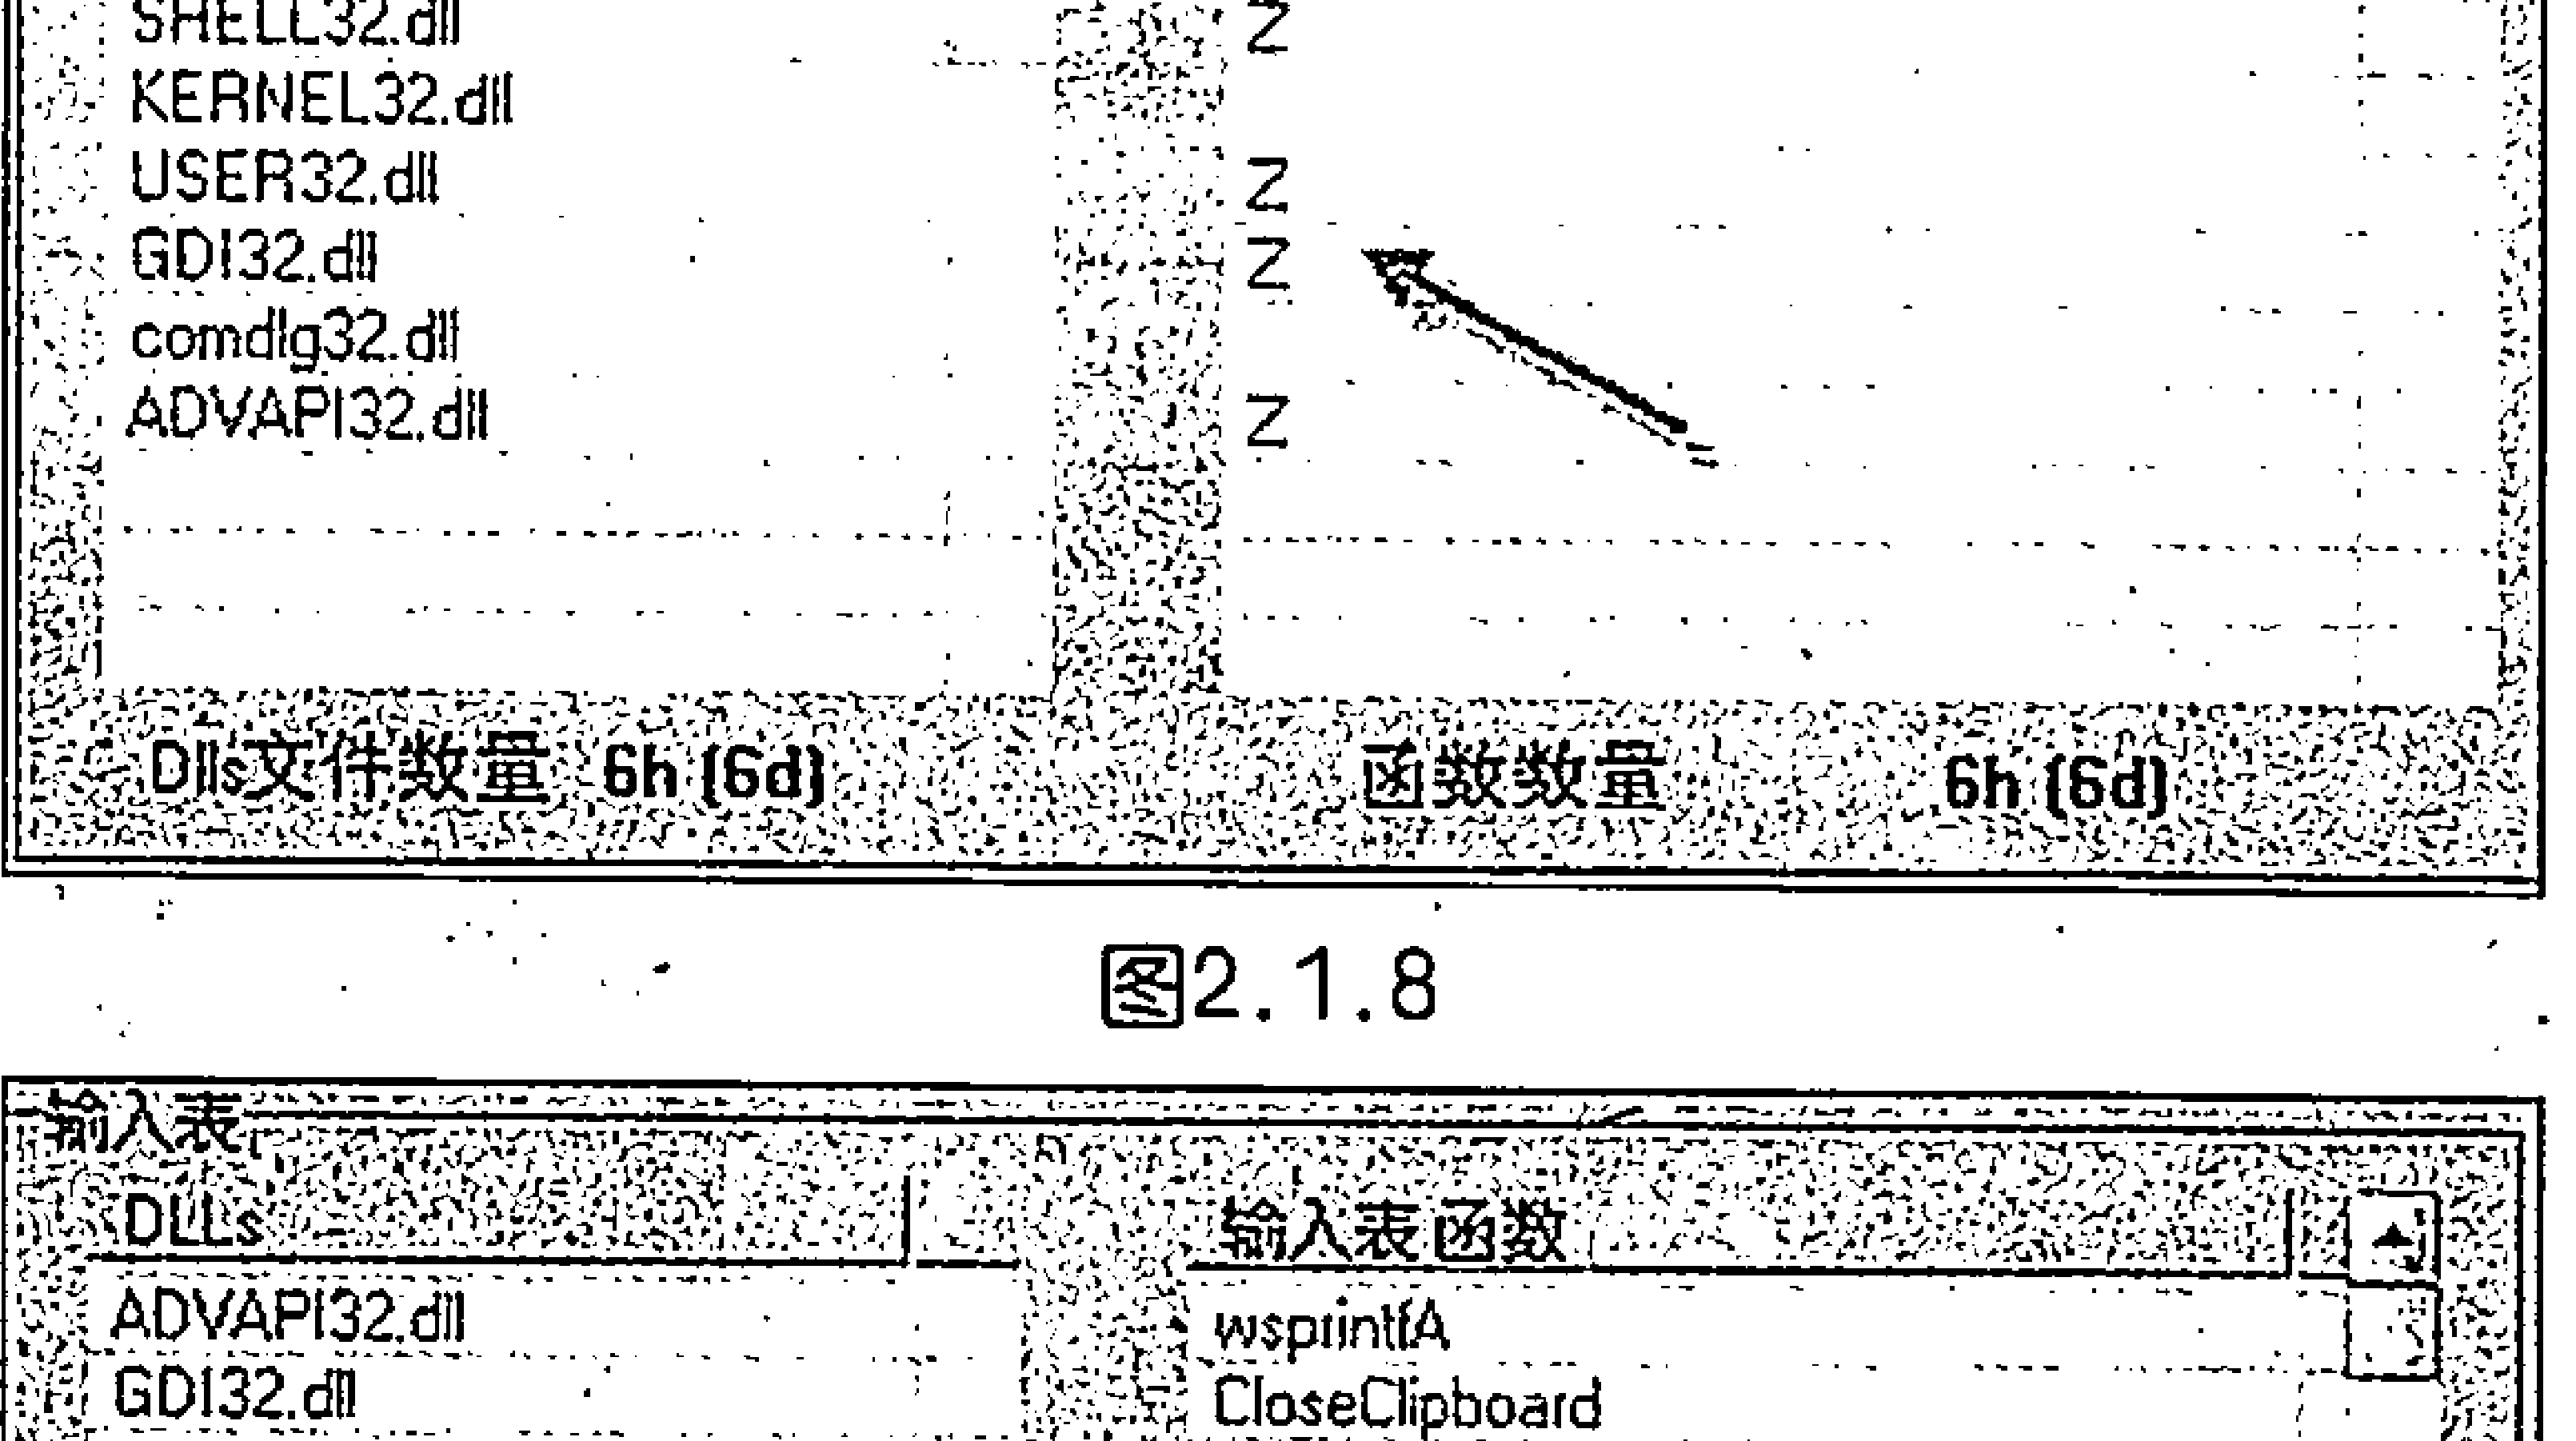 SHELL32.dll
Z
KERNEL32.dll
USER32.dll
Z
GDI32.dll
Z
comdlg32.dll
ADVAPI32.dll
Z
Dlls文件数量 6h (6d)
函数数量 6h (6d)
图2.1.8
输入表
DLLs
输入表函数
ADVAPI32.dll
wsprintfA
GDI32.dll
CloseClipboard